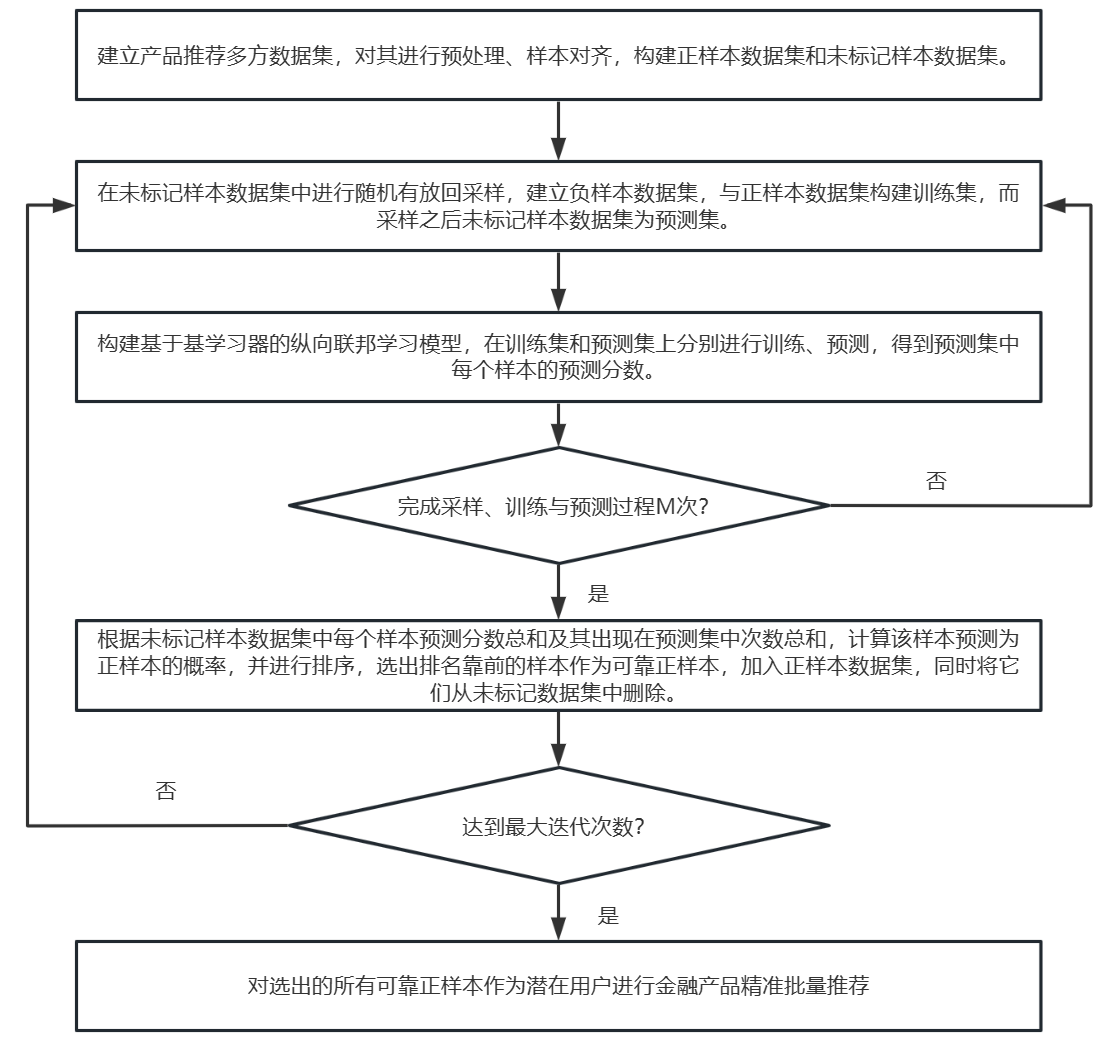 建立产品推荐多方数据集，对其进行预处理、样本对齐，构建正样本数据集和未标记样本数据集。
在未标记样本数据集中进行随机有放回采样，建立负样本数据集，与正样本数据集构建训练集，而
采样之后未标记样本数据集为预测集。
构建基于基学习器的纵向联邦学习模型，在训练集和预测集上分别进行训练、预测，得到预测集中
每个样本的预测分数。
完成采样、训练与预测过程M次？
否
是
根据未标记样本数据集中每个样本预测分数总和及其出现在预测集中次数总和，计算该样本预测为
正样本的概率，并进行排序，选出排名靠前的样本作为可靠正样本，加入正样本数据集，同时将它
们从未标记数据集中删除。
否
达到最大迭代次数？
是
对选出的所有可靠正样本作为潜在用户进行金融产品精准批量推荐